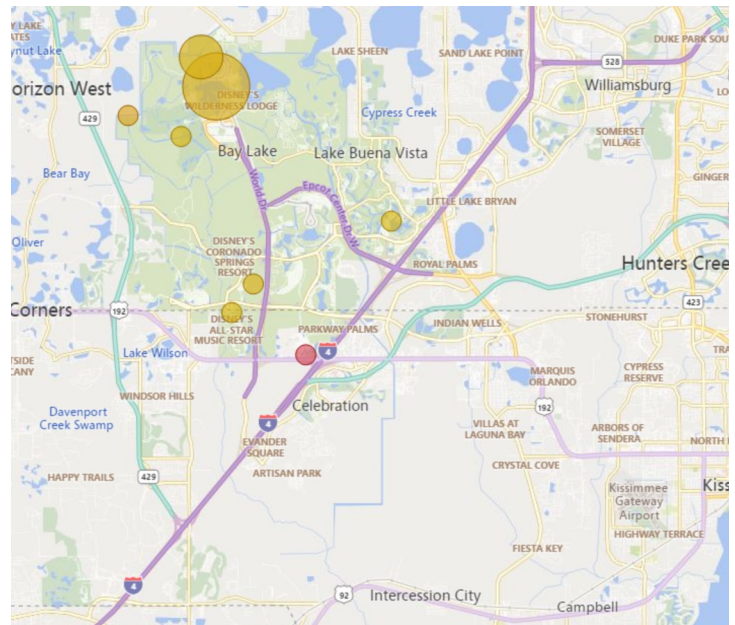 Y LAKE
ATES
ynut Lake
LAKE SHEEN
SAND LAKE POINT
DUKE PARK SOU
528
orizon West
DISNEY'S
WILDERNESS LODGE
Williamsburg
429
Cypress Creek
SOMERSET
VILLAGE
Bay Lake
Lake Buena Vista
Bear Bay
GINGER
World Dr
Epcot Center Dr W
LITTLE LAKE BRYAN
Oliver
DISNEY'S
CORONADO
SPRINGS
RESORT
ROYAL PALMS
Hunters Cree
423
Corners
192
DISNEY'S
ALL-STAR
MUSIC RESORT
PARKWAY PALMS
INDIAN WELLS
STONEHURST
4
Lake Wilson
TSIDE
CANY
MARQUIS
ORLANDO
CYPRESS
RESERVE
TRA
WINDSOR HILLS
Celebration
192
Davenport
Creek Swamp
4
VILLAS AT
LAGUNA BAY
ARBORS OF
SENDERA
NORTH
EVANDER
SQUARE
CRYSTAL COVE
HAPPY TRAILS
429
ARTISAN PARK
Kissimmee
Gateway
Airport
Kiss
HIGHWAY TERRACE
FIESTA KEY
4
92
Intercession City
Campbell